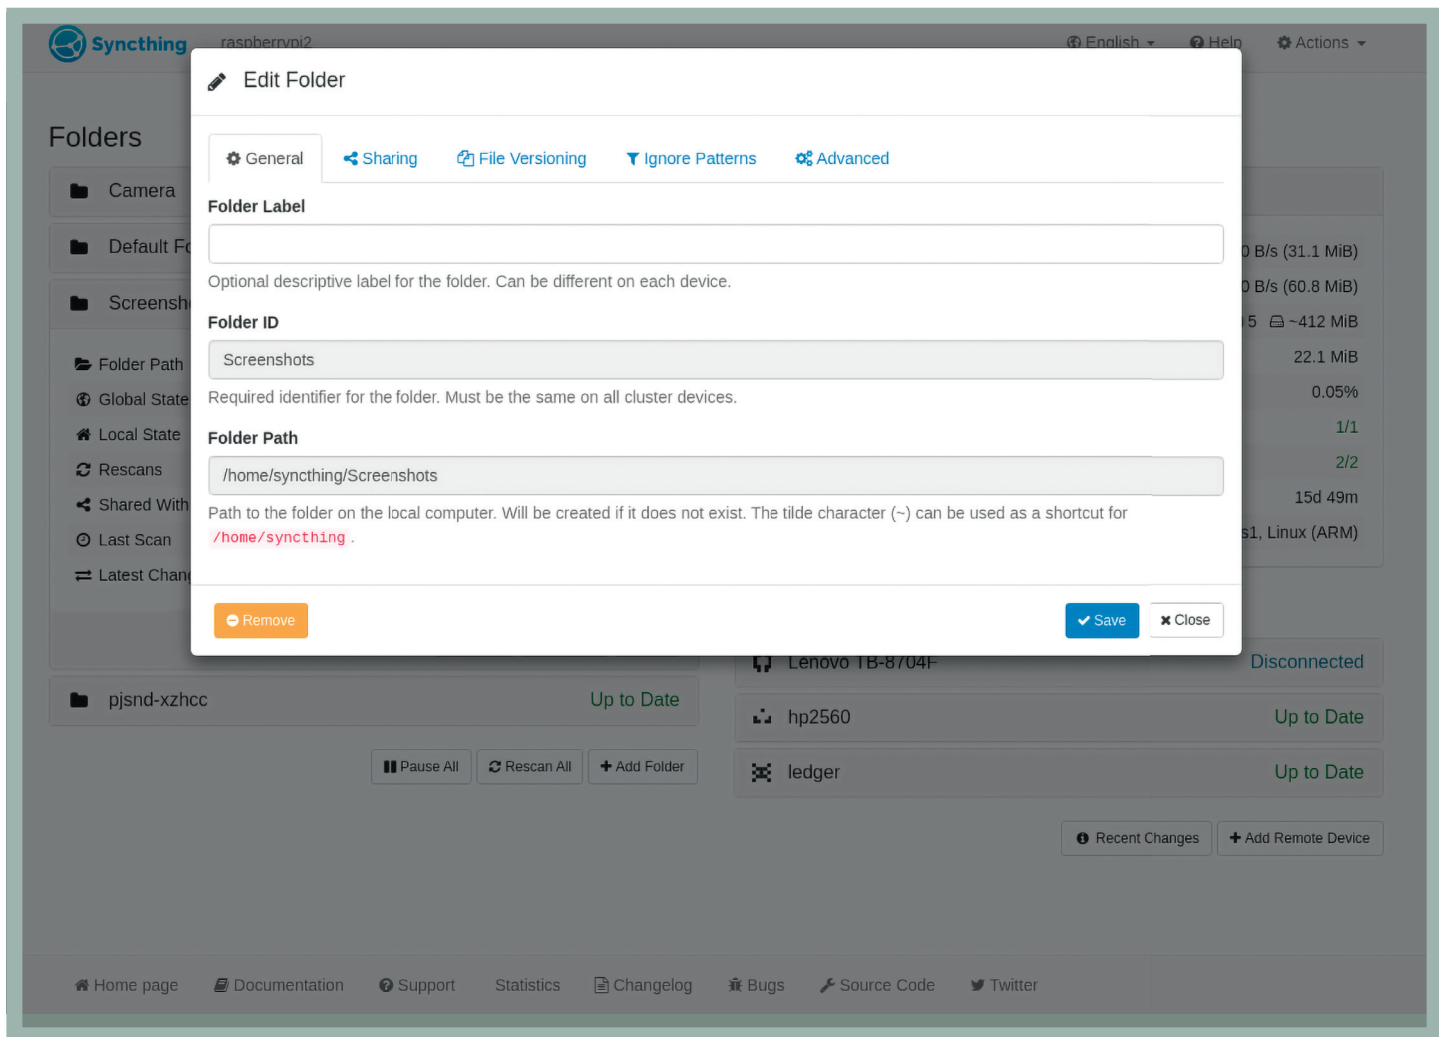 Syncthing raspberrypi2 English Help Actions
Edit Folder
General Sharing File Versioning Ignore Patterns Advanced
Folder Label
Optional descriptive label for the folder. Can be different on each device.
Folder ID
Screenshots
Required identifier for the folder. Must be the same on all cluster devices.
Folder Path
/home/syncthing/Screenshots
Path to the folder on the local computer. Will be created if it does not exist. The tilde character (~) can be used as a shortcut for
/home/syncthing .
Remove Save Close
Folders
Camera
Default Fo
Screensh
Folder Path
Global State
Local State
Rescans
Shared With
Last Scan
Latest Chan
pjsnd-xzhcc Up to Date
Pause All Rescan All Add Folder
0 B/s (31.1 MiB)
0 B/s (60.8 MiB)
5 ~412 MiB
22.1 MiB
0.05%
1/1
2/2
15d 49m
s1, Linux (ARM)
Lenovo TB-8704F Disconnected
hp2560 Up to Date
ledger Up to Date
Recent Changes Add Remote Device
Home page Documentation Support Statistics Changelog Bugs Source Code Twitter